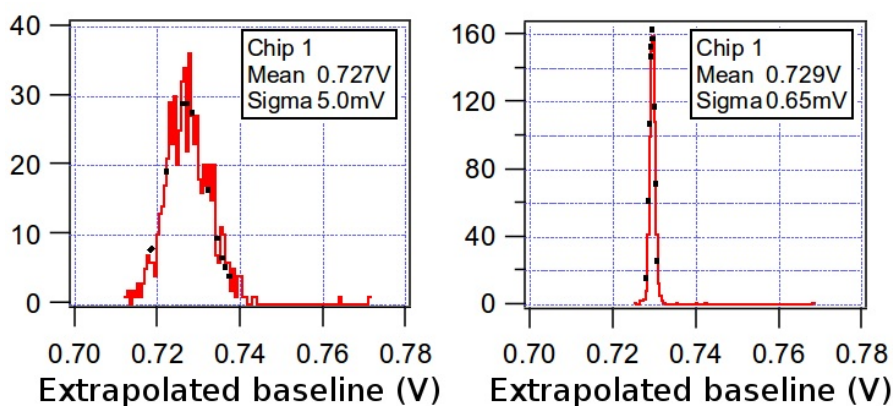 40
30
20
10
0
Chip 1
Mean 0.727V
Sigma 5.0mV
0.70 0.72 0.74 0.76 0.78
Extrapolated baseline (V)
160
120
80
40
0
Chip 1
Mean 0.729V
Sigma 0.65mV
0.70 0.72 0.74 0.76 0.78
Extrapolated baseline (V)